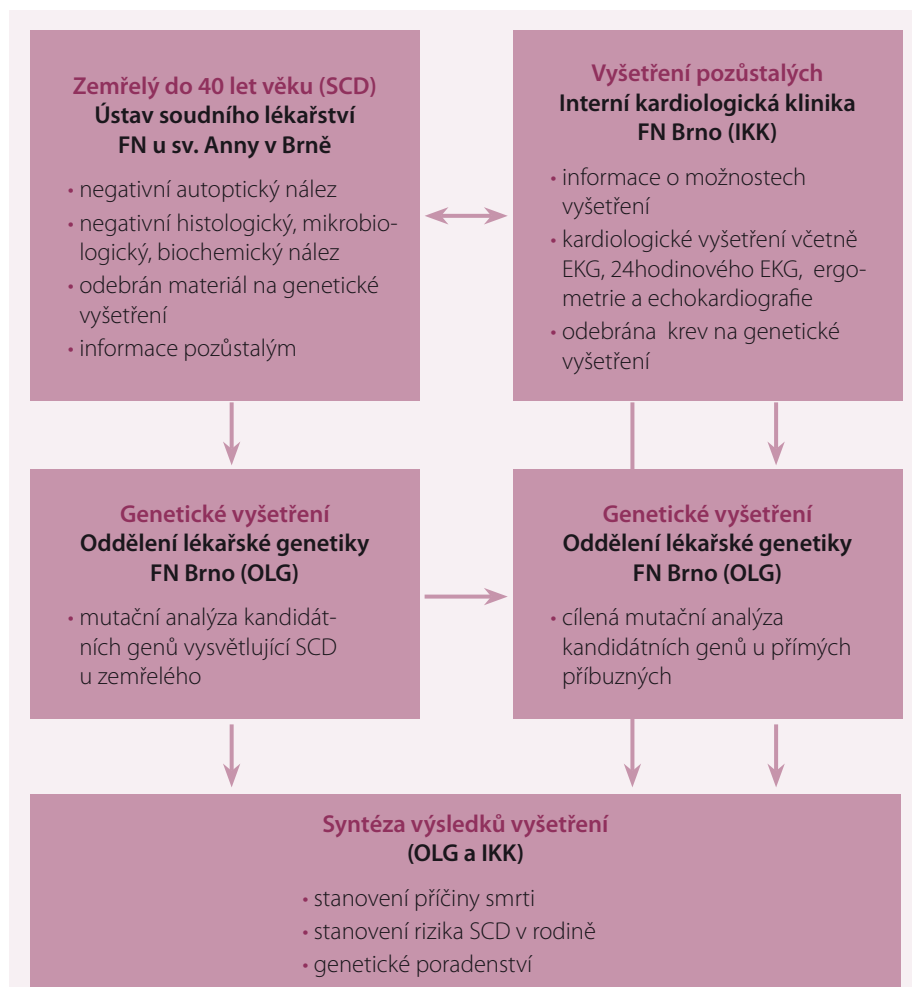 Zemřelý do 40 let věku (SCD)
Ústav soudního lékařství
FN u sv. Anny v Brně
• negativní autoptický nález
• negativní histologický, mikrobio-
logický, biochemický nález
• odebrán materiál na genetické
vyšetření
• informace pozůstalým
Vyšetření pozůstalých
Interní kardiologická klinika
FN Brno (IKK)
• informace o možnostech
vyšetření
• kardiologické vyšetření včetně
EKG, 24hodinového EKG, ergo-
metrie a echokardiografie
• odebrána krev na genetické
vyšetření
Genetické vyšetření
Oddělení lékařské genetiky
FN Brno (OLG)
• mutační analýza kandidát-
ních genů vysvětlující SCD
u zemřelého
Genetické vyšetření
Oddělení lékařské genetiky
FN Brno (OLG)
• cílená mutační analýza
kandidátních genů u přímých
příbuzných
Syntéza výsledků vyšetření
(OLG a IKK)
• stanovení příčiny smrti
• stanovení rizika SCD v rodině
• genetické poradenství